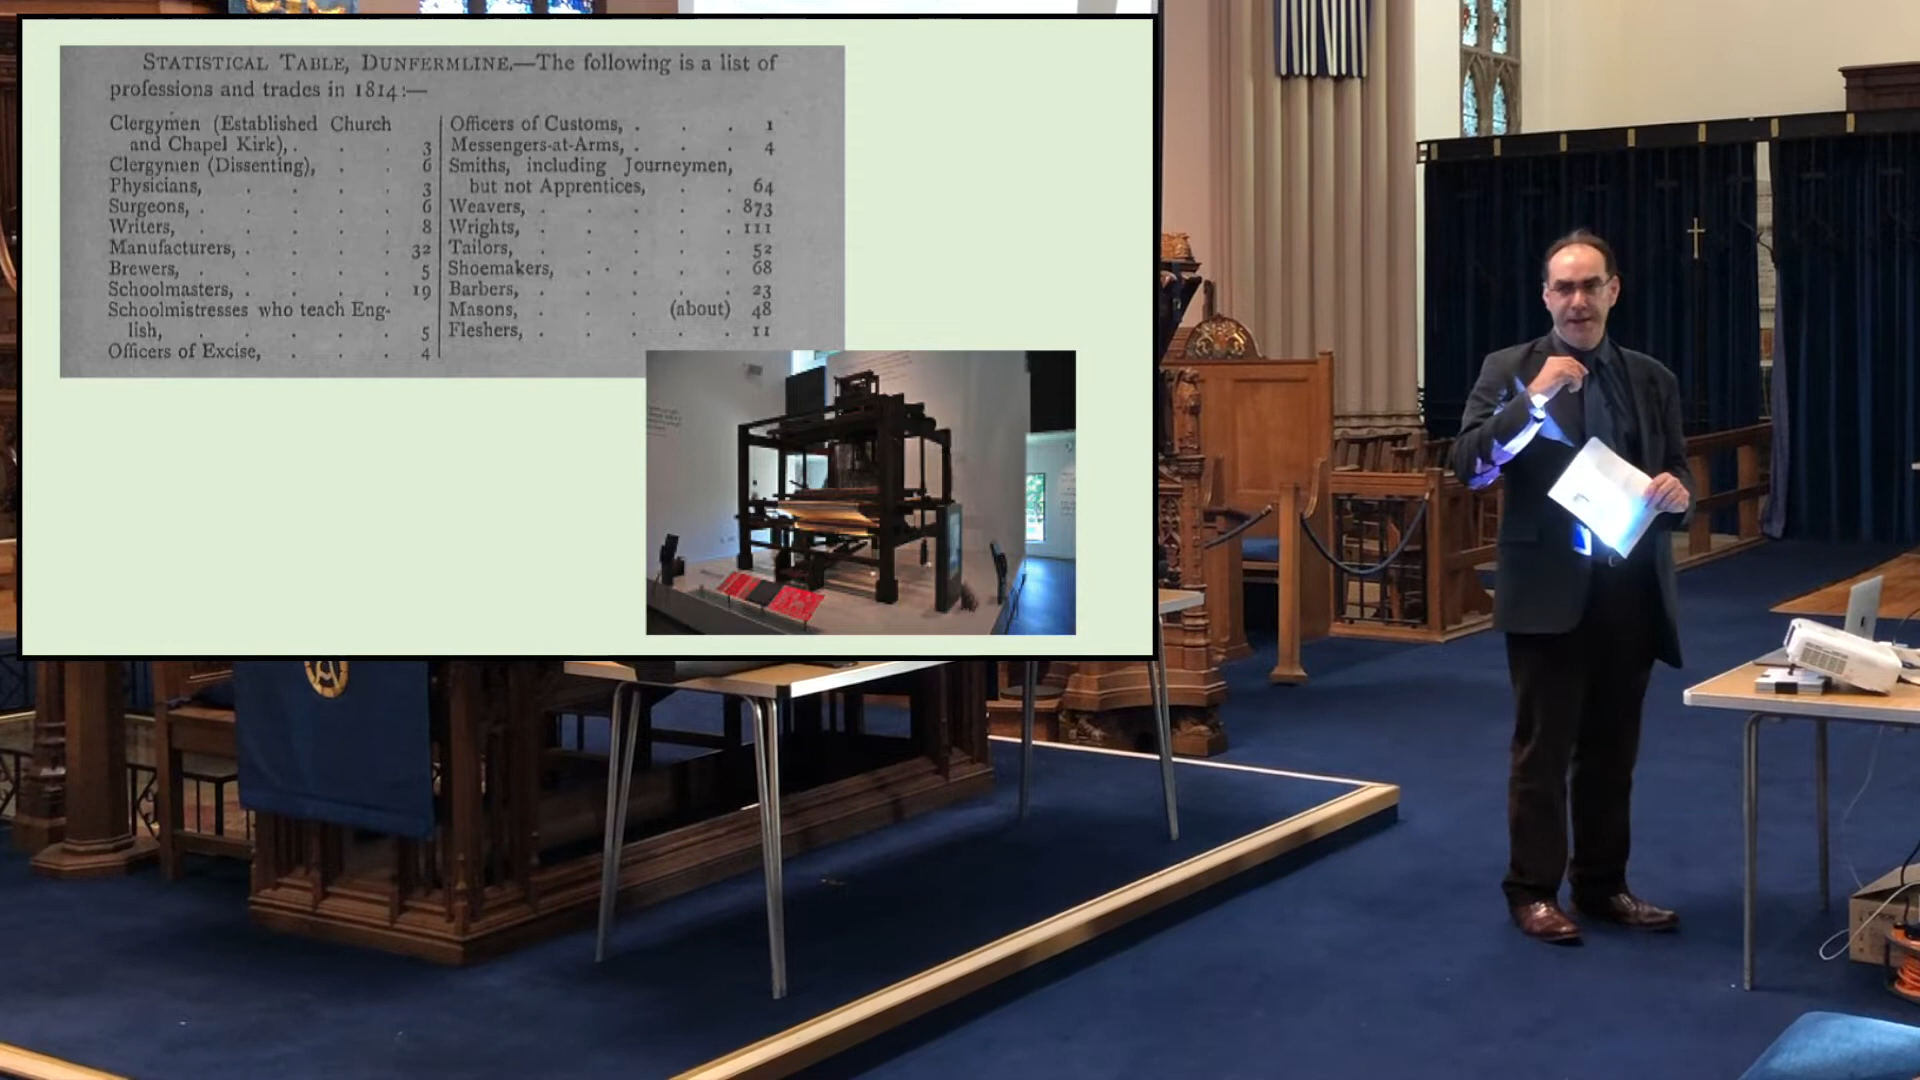 STATISTICAL TABLE, DUNFERMLINE.—The following is a list of
professions and trades in 1814:—
Clergymen (Established Church
and Chapel Kirk), . . . 3
Clergymen (Dissenting), . . 6
Physicians, . . . . 3
Surgeons, . . . . . 6
Writers, . . . . . 8
Manufacturers, . . . . 32
Brewers, . . . . . 5
Schoolmasters, . . . . 19
Schoolmistresses who teach Eng-
lish, . . . . . 5
Officers of Excise, . . . 4
Officers of Customs, . . . 1
Messengers-at-Arms, . . . 4
Smiths, including Journeymen,
but not Apprentices, . . 64
Weavers, . . . . . 873
Wrights, . . . . . 111
Tailors, . . . . . 52
Shoemakers, . . . . . 68
Barbers, . . . . . 23
Masons, . . . (about) 48
Fleshers, . . . . . 11